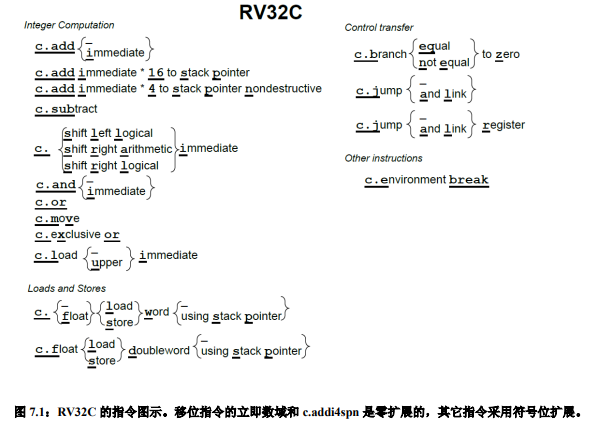 RV32C
Integer Computation
c.add { – immediate }
c.add immediate * 16 to stack pointer
c.add immediate * 4 to stack pointer nondestructive
c.subtract
c. { shift left logical
shift right arithmetic } immediate
shift right logical
c.and { – immediate }
c.or
c.move
c.exclusive or
c.load { – upper } immediate
Loads and Stores
c. { – float } { load store } word { – using stack pointer }
c.float { load store } doubleword { – using stack pointer }
Control transfer
c.branch { equal not equal } to zero
c.jump { – and link }
c.jump { – and link } register
Other instructions
c.environment break
图 7.1：RV32C 的指令图示。移位指令的立即数域和 c.addi4spn 是零扩展的，其它指令采用符号位扩展。